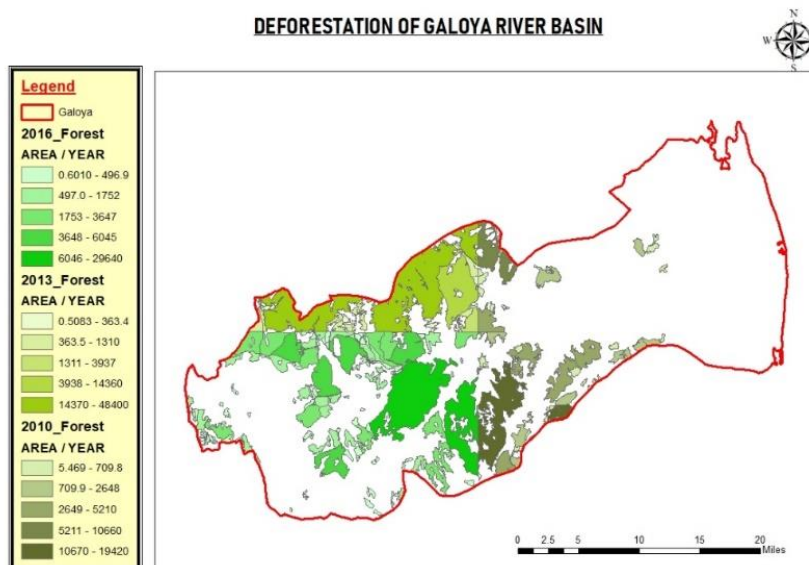 DEFORESTATION OF GALOYA RIVER BASIN
N
W
S
Legend
Galoya
2016_Forest
AREA / YEAR
0.6010 - 496.9
497.0 - 1752
1753 - 3647
3648 - 6045
6046 - 29640
2013_Forest
AREA / YEAR
0.5083 - 363.4
363.5 - 1310
1311 - 3937
3938 - 14360
14370 - 48400
2010_Forest
AREA / YEAR
5.469 - 709.8
709.9 - 2648
2649 - 5210
5211 - 10660
10670 - 19420
0 2.5 5 10 15 20
Miles